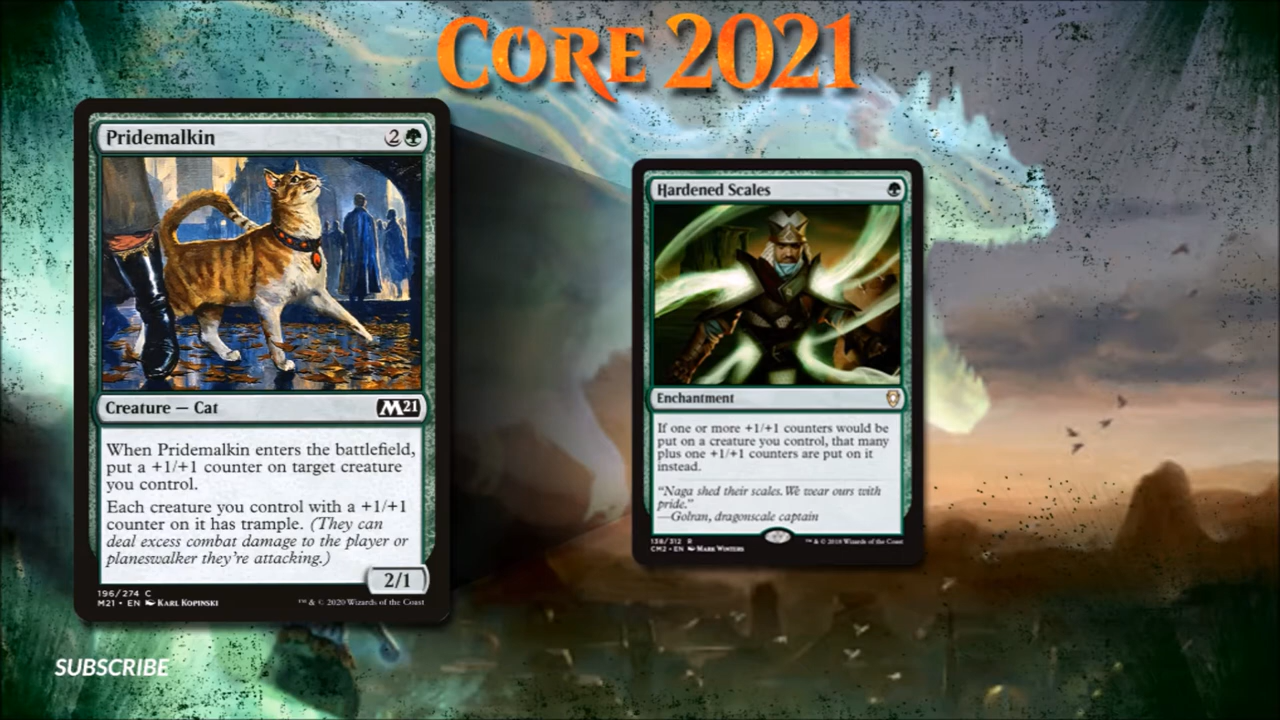 CORE 2021
Pridemalkin 2
Creature — Cat M21
When Pridemalkin enters the battlefield,
put a +1/+1 counter on target creature
you control.
Each creature you control with a +1/+1
counter on it has trample. (They can
deal excess combat damage to the player or
planeswalker they're attacking.)
2/1
196/274 C
M21 • EN KARL KOPINSKI ™ & © 2020 Wizards of the Coast
Hardened Scales
Enchantment
If one or more +1/+1 counters would be
put on a creature you control, that many
plus one +1/+1 counters are put on it
instead.
"Naga shed their scales. We wear ours with
pride."
—Golran, dragonscale captain
138/312 R
CM2 • EN MARK WINTERS ™ & © 2018 Wizards of the Coast
SUBSCRIBE